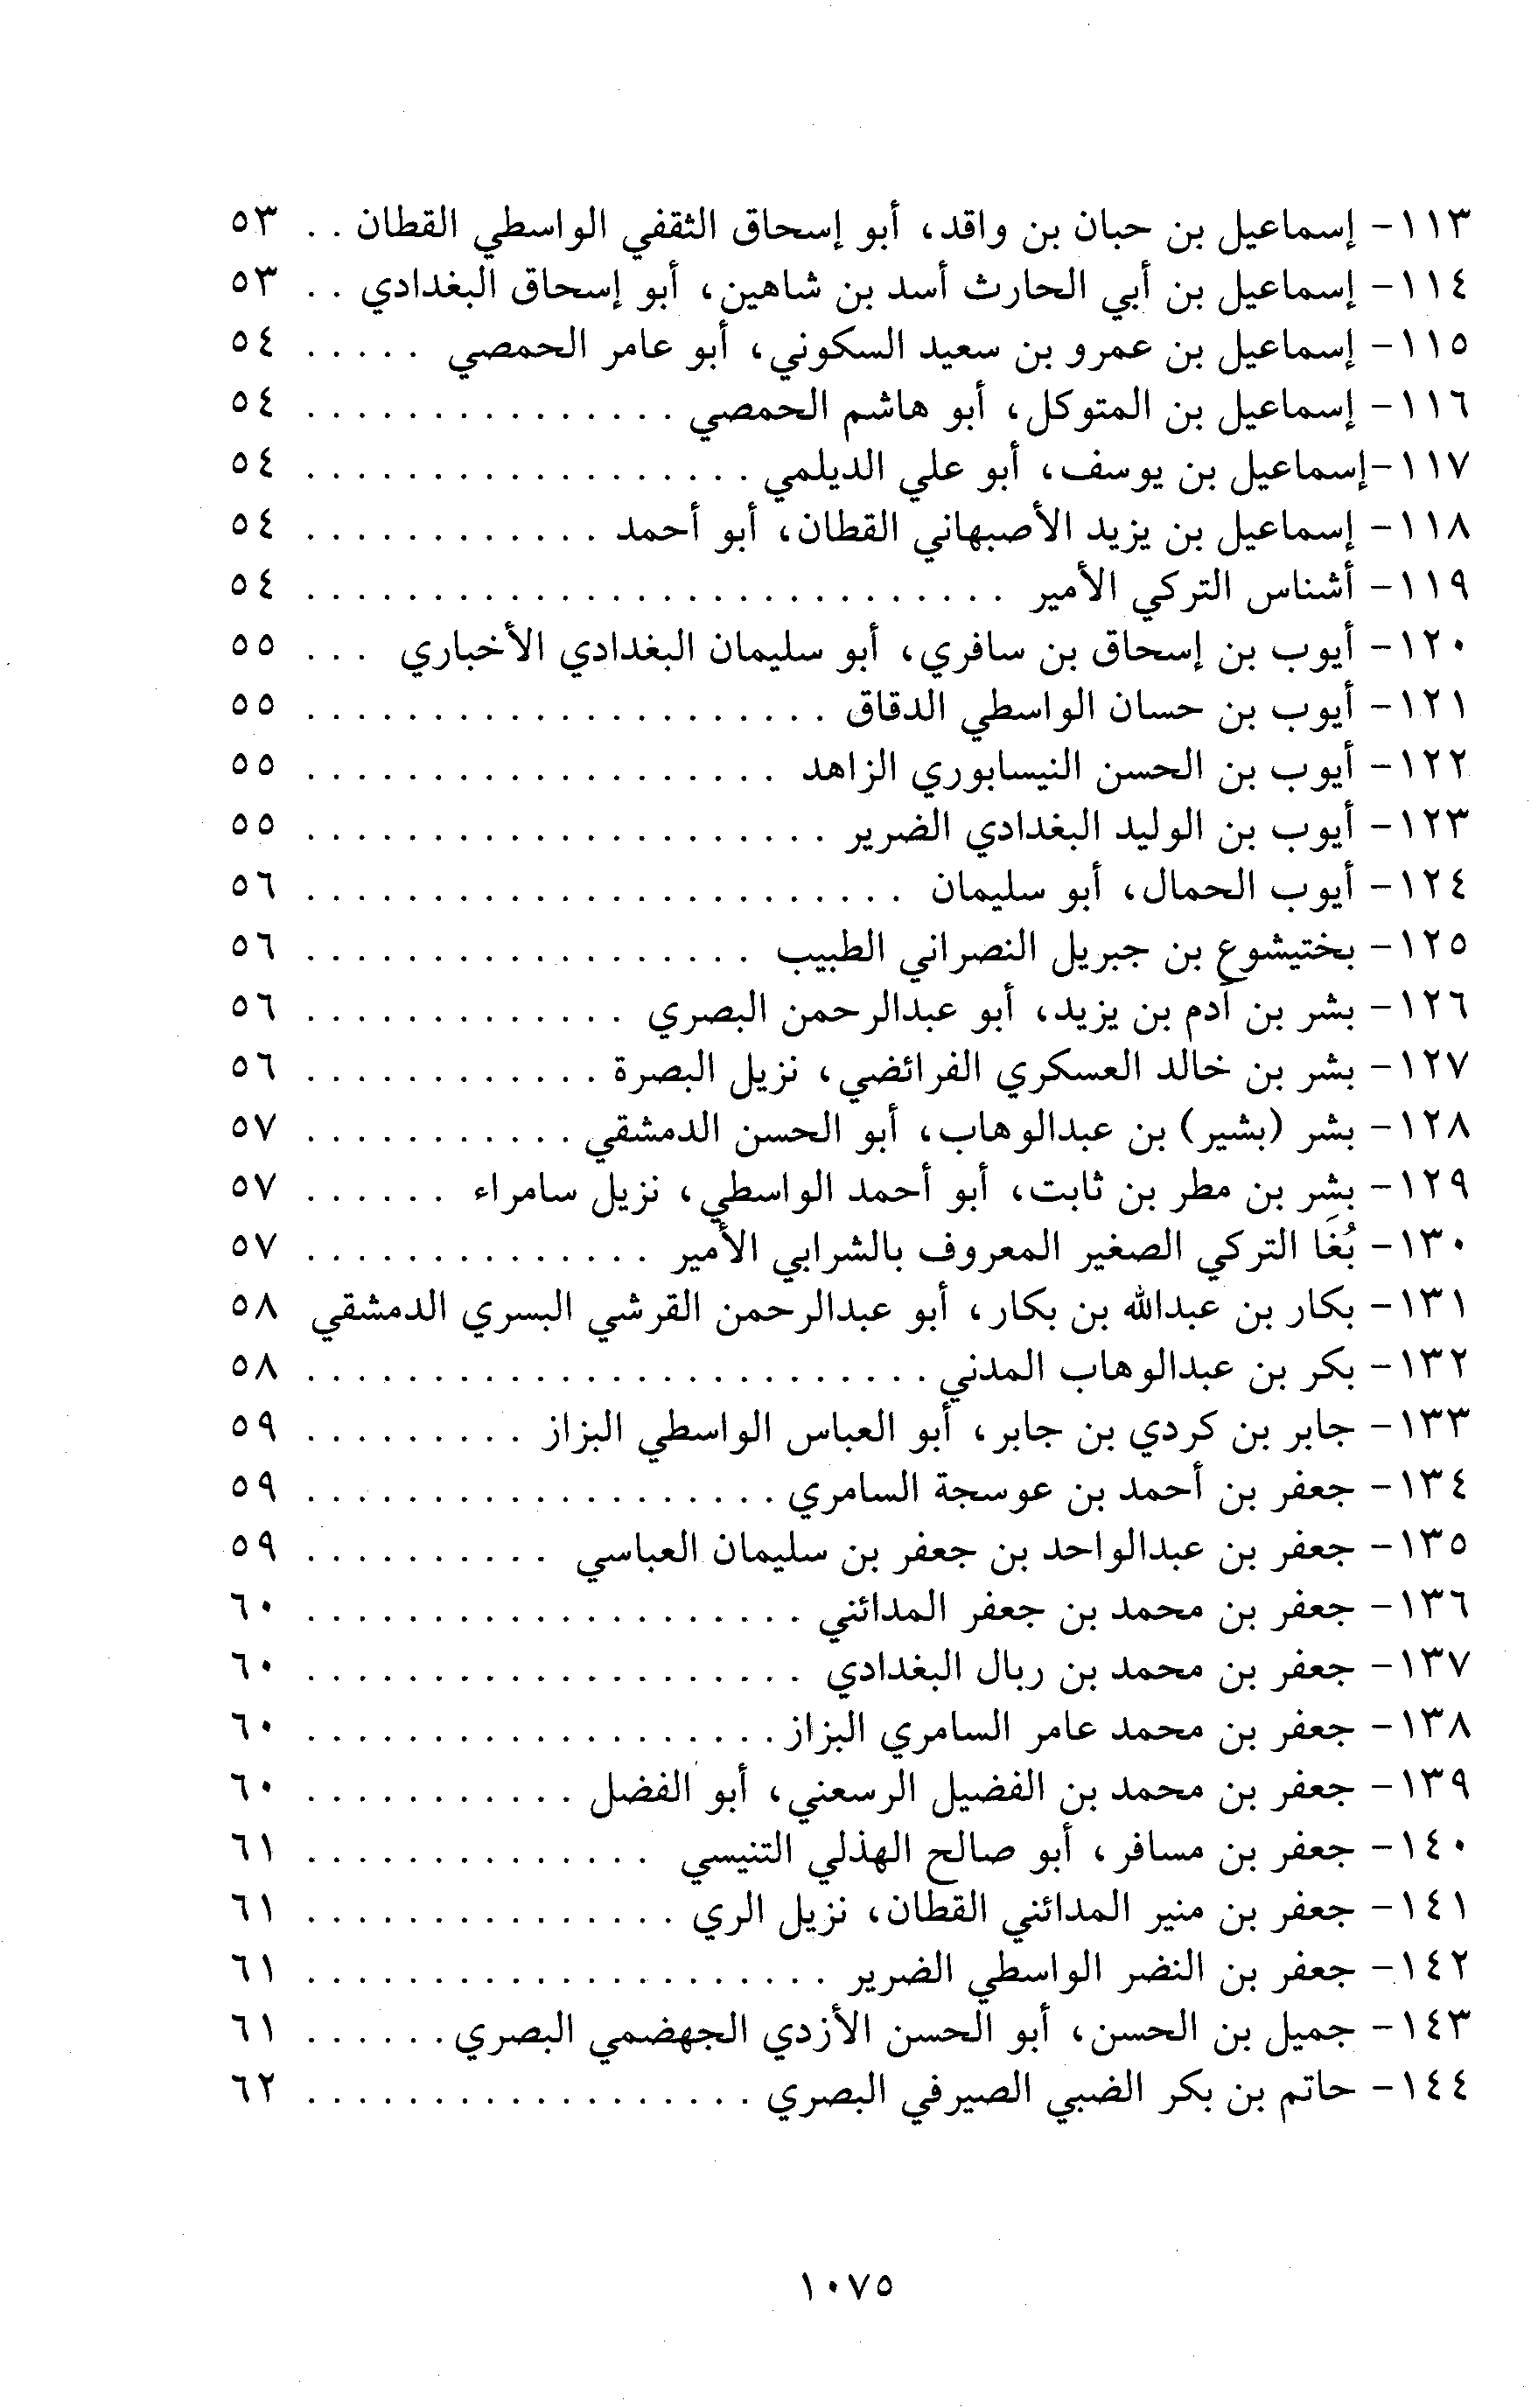 ١١٣- إسماعيل بن حبان بن واقد، أبو إسحاق الثقفي الواسطي القطان . . ٥٣
١١٤- إسماعيل بن أبي الحارث أسد بن شاهين، أبو إسحاق البغدادي . . ٥٣
١١٥- إسماعيل بن عمرو بن سعيد السكوني، أبو عامر الحمصي . . . . . ٥٤
١١٦- إسماعيل بن المتوكل، أبو هاشم الحمصي . . . . . . . . . . . . . . . ٥٤
١١٧-إسماعيل بن يوسف، أبو علي الديلمي . . . . . . . . . . . . . . . . . . ٥٤
١١٨- إسماعيل بن يزيد الأصبهاني القطان، أبو أحمد . . . . . . . . . . . . ٥٤
١١٩- أشناس التركي الأمير . . . . . . . . . . . . . . . . . . . . . . . . . . . . ٥٤
١٢٠- أيوب بن إسحاق بن سافري، أبو سليمان البغدادي الأخباري . . . ٥٥
١٢١- أيوب بن حسان الواسطي الدقاق . . . . . . . . . . . . . . . . . . . . . ٥٥
١٢٢- أيوب بن الحسن النيسابوري الزاهد . . . . . . . . . . . . . . . . . . . ٥٥
١٢٣- أيوب بن الوليد البغدادي الضرير . . . . . . . . . . . . . . . . . . . . . ٥٥
١٢٤- أيوب الحمال، أبو سليمان . . . . . . . . . . . . . . . . . . . . . . . . ٥٦
١٢٥- بختيشوع بن جبريل النصراني الطبيب . . . . . . . . . . . . . . . . . . ٥٦
١٢٦- بشر بن آدم بن يزيد، أبو عبدالرحمن البصري . . . . . . . . . . . . . ٥٦
١٢٧- بشر بن خالد العسكري الفرائضي، نزيل البصرة . . . . . . . . . . . . ٥٦
١٢٨- بشر (بشير) بن عبدالوهاب، أبو الحسن الدمشقي . . . . . . . . . . . ٥٧
١٢٩- بشر بن مطر بن ثابت، أبو أحمد الواسطي، نزيل سامراء . . . . . . ٥٧
١٣٠- بُغَا التركي الصغير المعروف بالشرابي الأمير . . . . . . . . . . . . . . ٥٧
١٣١- بكار بن عبدالله بن بكار، أبو عبدالرحمن القرشي البسري الدمشقي ٥٨
١٣٢- بكر بن عبدالوهاب المدني . . . . . . . . . . . . . . . . . . . . . . . . . ٥٨
١٣٣- جابر بن كردي بن جابر، أبو العباس الواسطي البزاز . . . . . . . . . ٥٩
١٣٤- جعفر بن أحمد بن عوسجة السامري . . . . . . . . . . . . . . . . . . . ٥٩
١٣٥- جعفر بن عبدالواحد بن جعفر بن سليمان العباسي . . . . . . . . . . ٥٩
١٣٦- جعفر بن محمد بن جعفر المدائني . . . . . . . . . . . . . . . . . . . . ٦٠
١٣٧- جعفر بن محمد بن ربال البغدادي . . . . . . . . . . . . . . . . . . . . ٦٠
١٣٨- جعفر بن محمد عامر السامري البزاز . . . . . . . . . . . . . . . . . . . ٦٠
١٣٩- جعفر بن محمد بن الفضيل الرسعني، أبو الفضل . . . . . . . . . . . ٦٠
١٤٠- جعفر بن مسافر، أبو صالح الهذلي التنيسي . . . . . . . . . . . . . . ٦١
١٤١- جعفر بن منير المدائني القطان، نزيل الري . . . . . . . . . . . . . . . ٦١
١٤٢- جعفر بن النضر الواسطي الضرير . . . . . . . . . . . . . . . . . . . . . ٦١
١٤٣- جميل بن الحسن، أبو الحسن الأزدي الجهضمي البصري . . . . . . ٦١
١٤٤- حاتم بن بكر الضبي الصيرفي البصري . . . . . . . . . . . . . . . . . . ٦٢
١٠٧٥